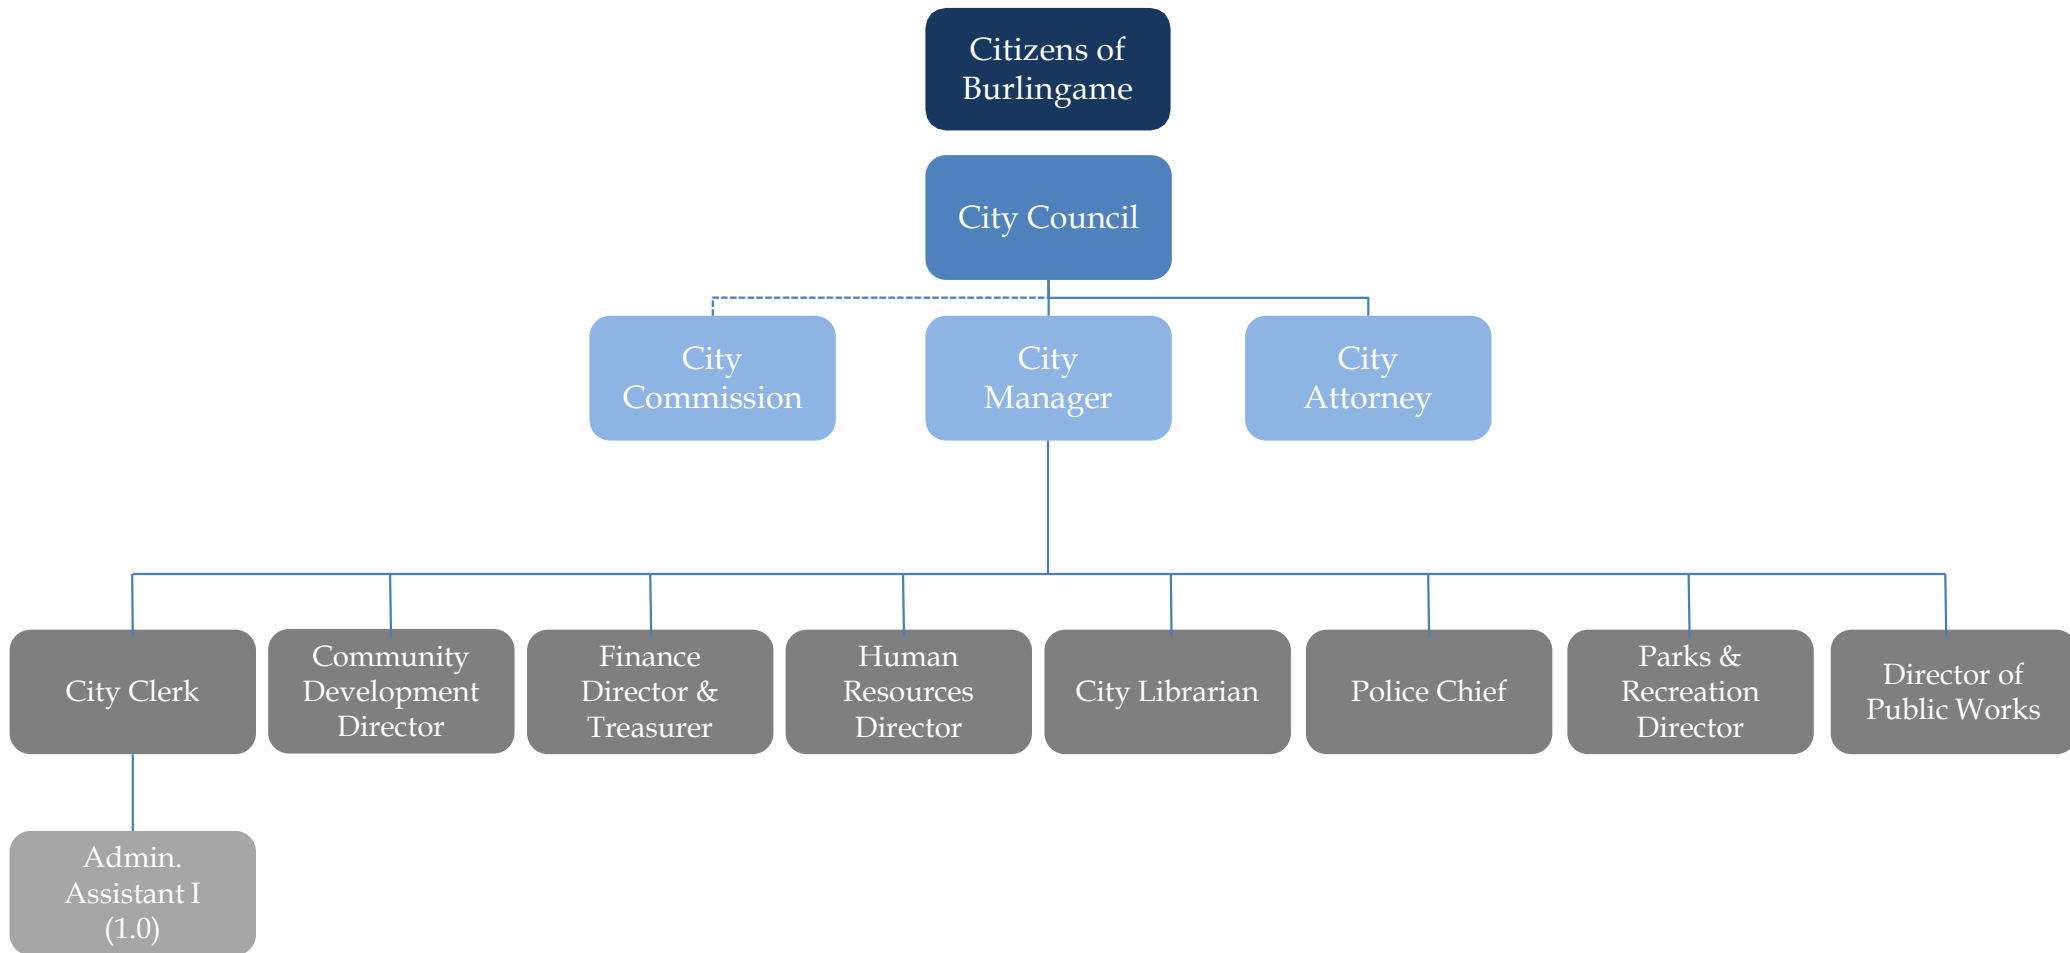 Citizens of
Burlingame
City Council
City
Commission
City
Manager
City
Attorney
City Clerk
Community
Development
Director
Finance
Director &
Treasurer
Human
Resources
Director
City Librarian
Police Chief
Parks &
Recreation
Director
Director of
Public Works
Admin.
Assistant I
(1.0)